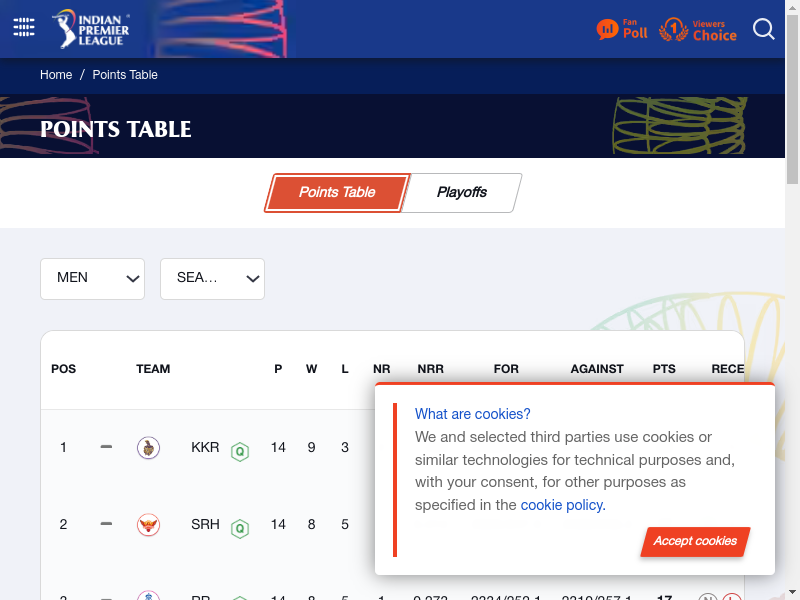 INDIAN
PREMIER
LEAGUE
Fan
Poll
1
Viewers
Choice
Home / Points Table
POINTS TABLE
Points Table Playoffs
MEN
SEA...
POS TEAM P W L NR NRR FOR AGAINST PTS RECE
What are cookies?
We and selected third parties use cookies or
similar technologies for technical purposes and,
with your consent, for other purposes as
specified in the cookie policy.
Accept cookies
1 KKR Q 14 9 3
2 SRH Q 14 8 5
3 RR 14 8 5 1 0.273 2334/252.1 2310/257.1 17 N L